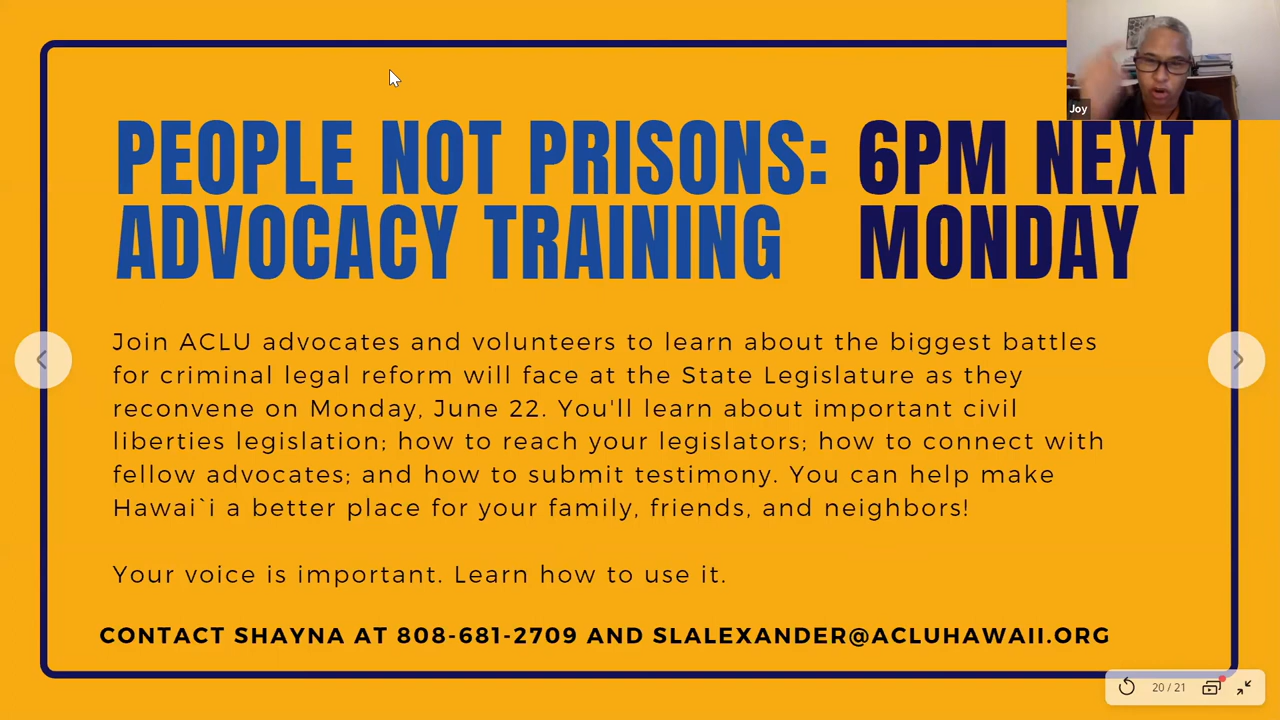 Joy
PEOPLE NOT PRISONS:
ADVOCACY TRAINING
6PM NEXT
MONDAY
Join ACLU advocates and volunteers to learn about the biggest battles
for criminal legal reform will face at the State Legislature as they
reconvene on Monday, June 22. You'll learn about important civil
liberties legislation; how to reach your legislators; how to connect with
fellow advocates; and how to submit testimony. You can help make
Hawai`i a better place for your family, friends, and neighbors!
Your voice is important. Learn how to use it.
CONTACT SHAYNA AT 808-681-2709 AND SLALEXANDER@ACLUHAWAII.ORG
20 / 21